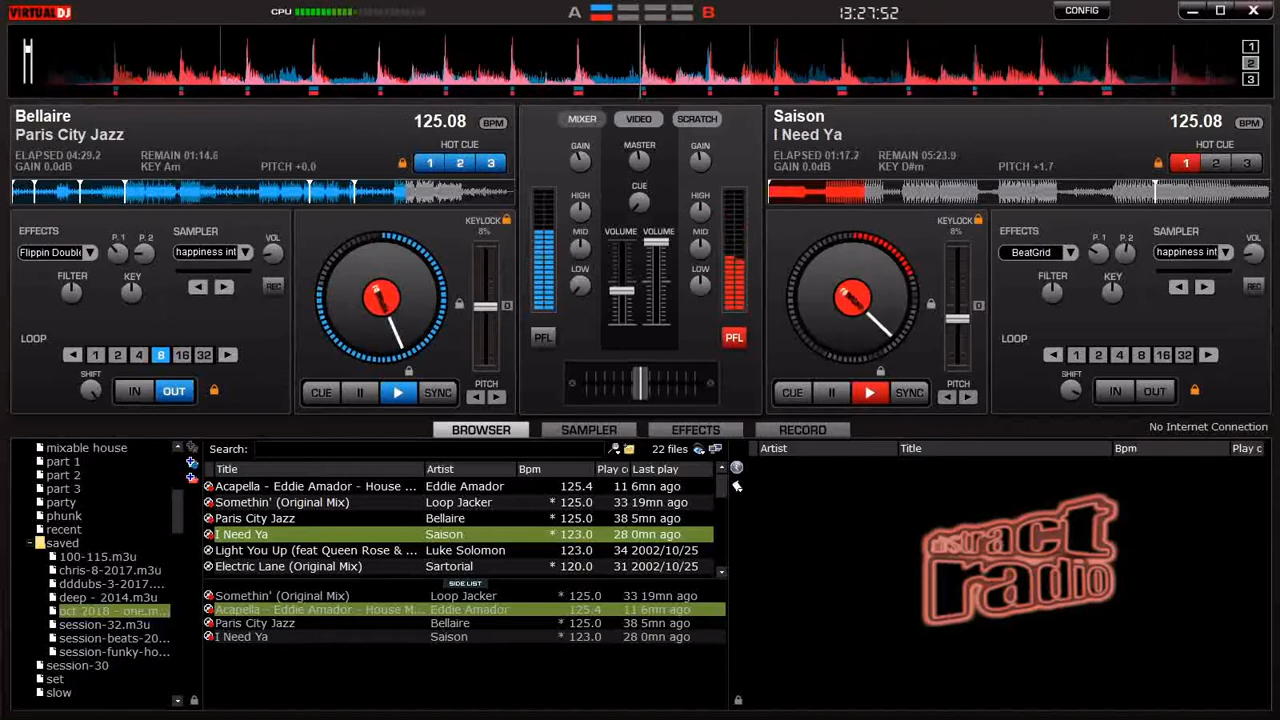 VIRTUAL DJ
CPU
A
B
13:27:52
CONFIG
1
2
3
Bellaire
Paris City Jazz
125.08 BPM
ELAPSED 04:29.2 REMAIN 01:14.6
GAIN 0.0dB KEY Am PITCH +0.0
HOT CUE
1 2 3
MIXER VIDEO SCRATCH
Saison
I Need Ya
125.08 BPM
ELAPSED 01:17.2 REMAIN 05:23.9
GAIN 0.0dB KEY D#m PITCH +1.7
HOT CUE
1 2 3
EFFECTS
Flippin Double
P. 1 P. 2
SAMPLER
happiness int
VOL
FILTER KEY
REC
LOOP
1 2 4 8 16 32
SHIFT
IN OUT
KEYLOCK
8%
D
CUE SYNC
PITCH
GAIN MASTER GAIN
HIGH CUE HIGH
MID VOLUME VOLUME MID
LOW LOW
PFL PFL
KEYLOCK
8%
D
CUE SYNC
PITCH
EFFECTS
BeatGrid
P. 1 P. 2
SAMPLER
happiness int
VOL
FILTER KEY
REC
LOOP
1 2 4 8 16 32
SHIFT
IN OUT
BROWSER SAMPLER EFFECTS RECORD
No Internet Connection
mixable house
part 1
part 2
part 3
party
phunk
recent
saved
100-115.m3u
chris-8-2017.m3u
dddubs-3-2017....
deep - 2014.m3u
oct 2018 - one.m...
session-32.m3u
session-beats-20...
session-funky-ho...
session-30
set
slow
Search: 22 files
Title Artist Bpm Play c Last play
Acapella - Eddie Amador - House ... Eddie Amador 125.4 11 6mn ago
Somethin' (Original Mix) Loop Jacker * 125.0 33 19mn ago
Paris City Jazz Bellaire * 125.0 38 5mn ago
I Need Ya Saison * 123.0 28 0mn ago
Light You Up (feat Queen Rose & ... Luke Solomon * 123.0 34 2002/10/25
Electric Lane (Original Mix) Sartorial * 120.0 31 2002/10/25
SIDE LIST
Somethin' (Original Mix) Loop Jacker * 125.0 33 19mn ago
Acapella - Eddie Amador - House M... Eddie Amador 125.4 11 6mn ago
Paris City Jazz Bellaire * 125.0 38 5mn ago
I Need Ya Saison * 123.0 28 0mn ago
Artist Title Bpm Play c
distract
radio